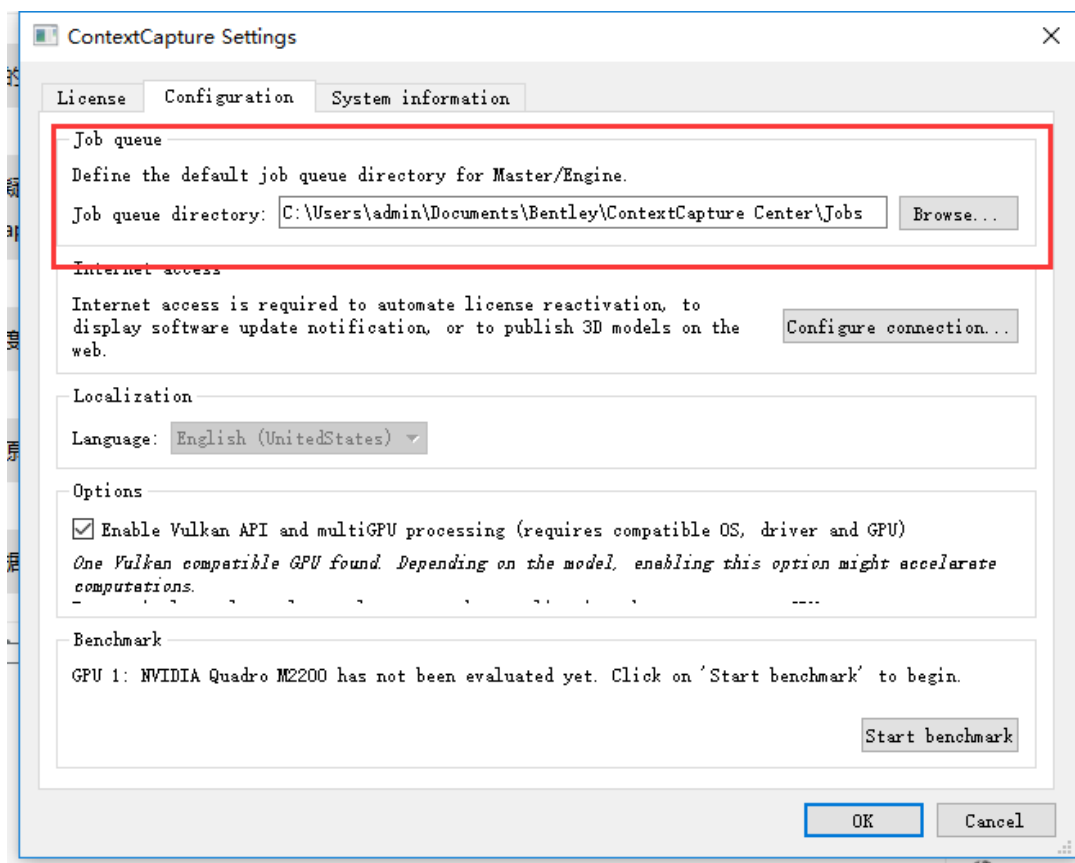 ContextCapture Settings
License
Configuration
System information
Job queue
Define the default job queue directory for Master/Engine.
Job queue directory: C:\Users\admin\Documents\Bentley\ContextCapture Center\Jobs Browse...
Internet access
Internet access is required to automate license reactivation, to
display software update notification, or to publish 3D models on the
web.
Configure connection...
Localization
Language: English (UnitedStates)
Options
Enable Vulkan API and multiGPU processing (requires compatible OS, driver and GPU)
One Vulkan compatible GPU found. Depending on the model, enabling this option might accelarate
computations.
Benchmark
GPU 1: NVIDIA Quadro M2200 has not been evaluated yet. Click on 'Start benchmark' to begin.
Start benchmark
OK
Cancel